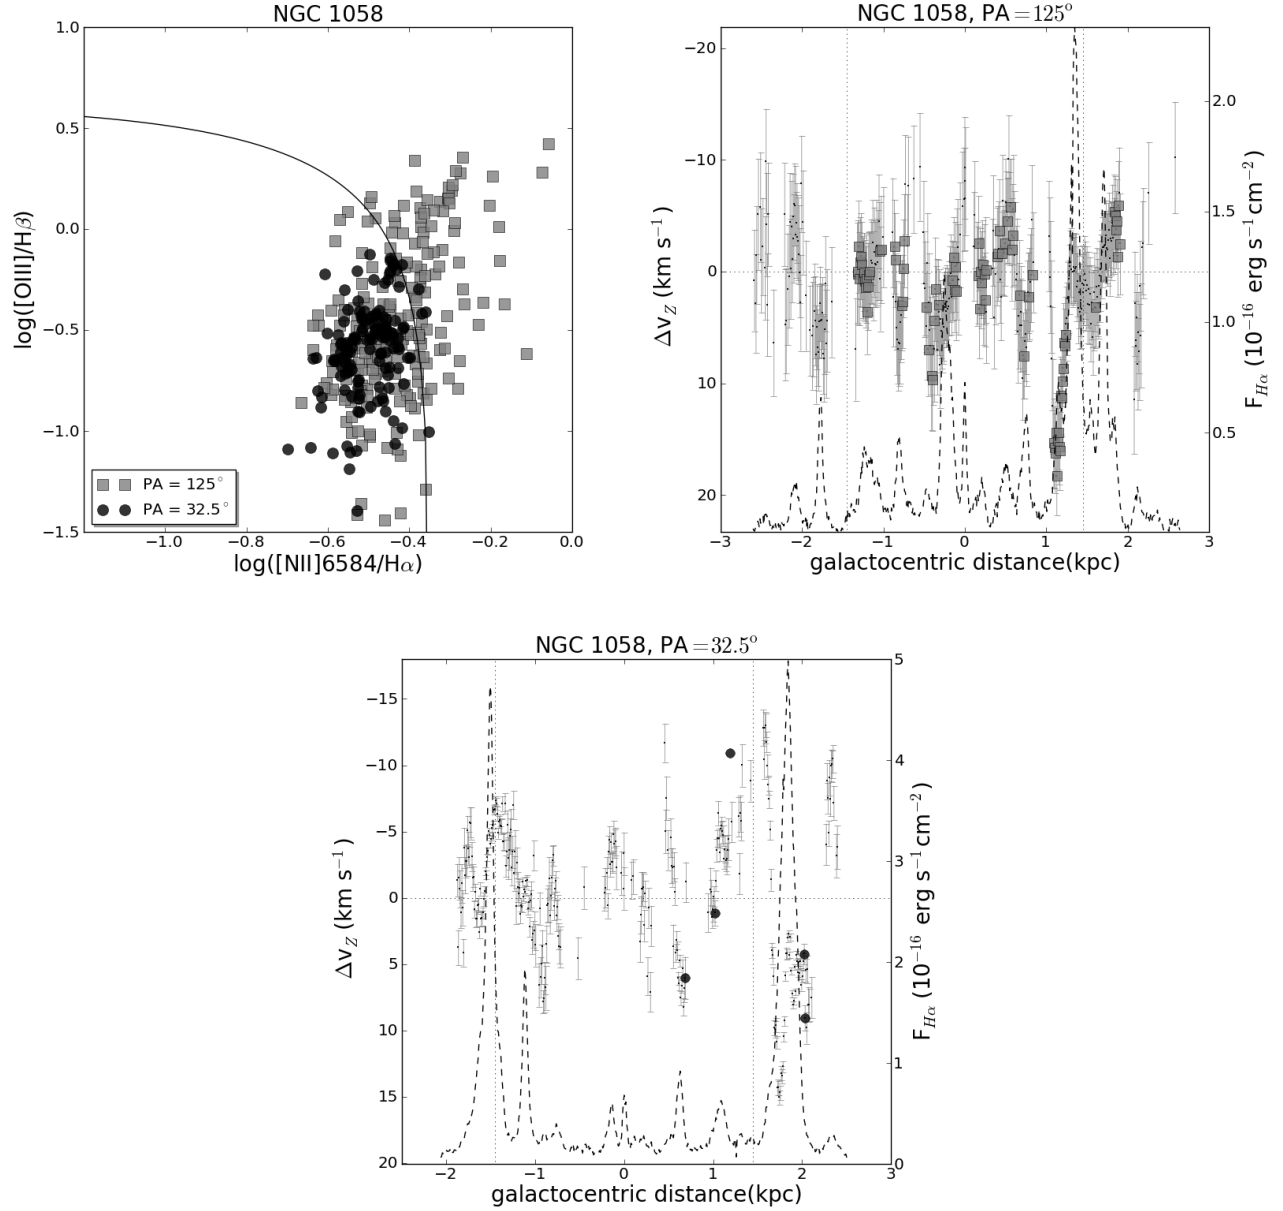 NGC 1058
1.0
0.5
0.0
−0.5
−1.0
−1.5
log([OIII]/Hβ)
PA = 125°
PA = 32.5°
−1.0 −0.8 −0.6 −0.4 −0.2 0.0
log([NII]6584/Hα)
NGC 1058, PA = 125°
−20
−10
0
10
20
Δv_Z (km s⁻¹)
2.0
1.5
1.0
0.5
F_Hα (10⁻¹⁶ erg s⁻¹ cm⁻²)
−3 −2 −1 0 1 2 3
galactocentric distance(kpc)
NGC 1058, PA = 32.5°
−15
−10
−5
0
5
10
15
20
Δv_Z (km s⁻¹)
5
4
3
2
1
0
F_Hα (10⁻¹⁶ erg s⁻¹ cm⁻²)
−2 −1 0 1 2 3
galactocentric distance(kpc)